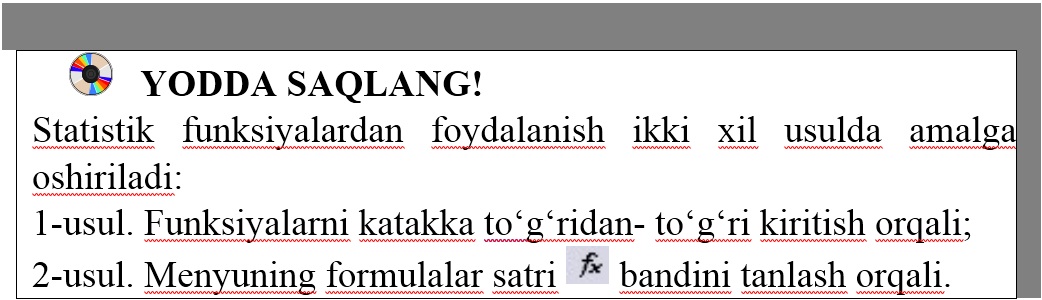 YODDA SAQLANG!
Statistik funksiyalardan foydalanish ikki xil usulda amalga
oshiriladi:
1-usul. Funksiyalarni katakka to‘g‘ridan- to‘g‘ri kiritish orqali;
2-usul. Menyuning formulalar satri fx bandini tanlash orqali.